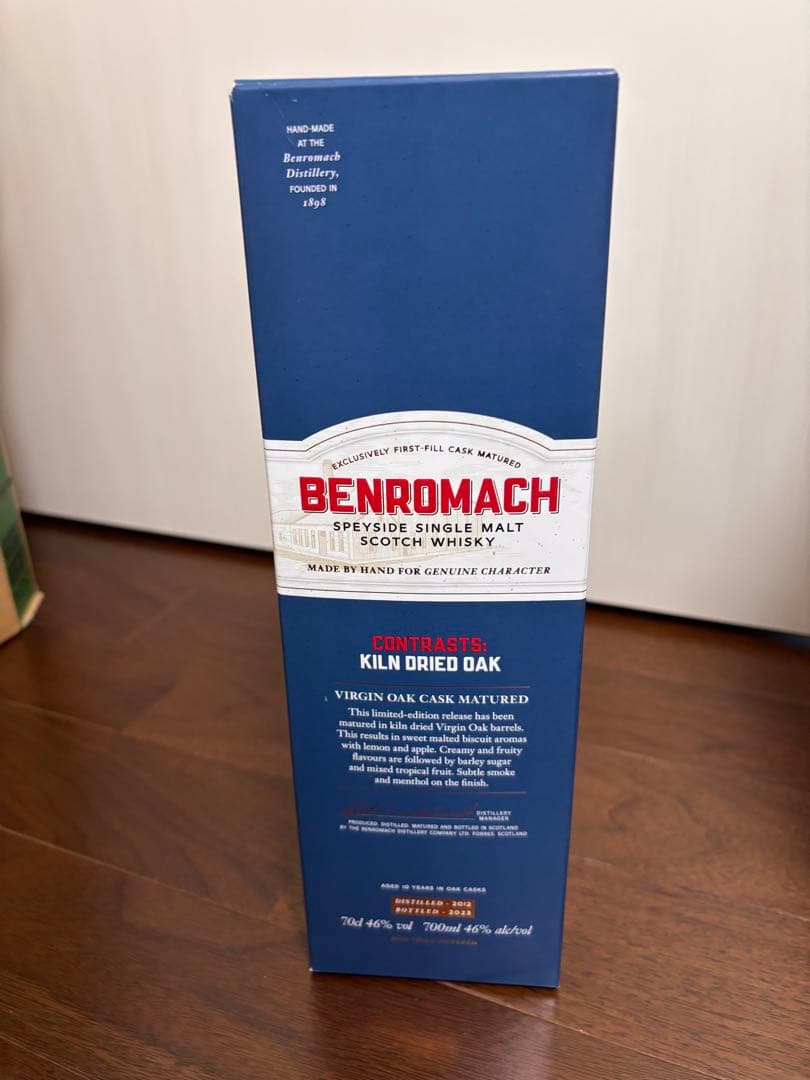 HAND-MADE
AT THE
Benromach
Distillery,
FOUNDED IN
1898
EXCLUSIVELY FIRST-FILL CASK MATURED
BENROMACH
SPEYSIDE SINGLE MALT
SCOTCH WHISKY
MADE BY HAND FOR GENUINE CHARACTER
CONTRASTS:
KILN DRIED OAK
VIRGIN OAK CASK MATURED
This limited-edition release has been
matured in kiln dried Virgin Oak barrels.
This results in sweet malted biscuit aromas
with lemon and apple. Creamy and fruity
flavours are followed by barley sugar
and mixed tropical fruit. Subtle smoke
and menthol on the finish.
DISTILLERY
MANAGER
PRODUCED, DISTILLED, MATURED AND BOTTLED IN SCOTLAND
BY THE BENROMACH DISTILLERY COMPANY LTD. FORRES, SCOTLAND
AGED 10 YEARS IN OAK CASKS
DISTILLED - 2012
BOTTLED - 2023
70cl 46% vol 700ml 46% alc/vol